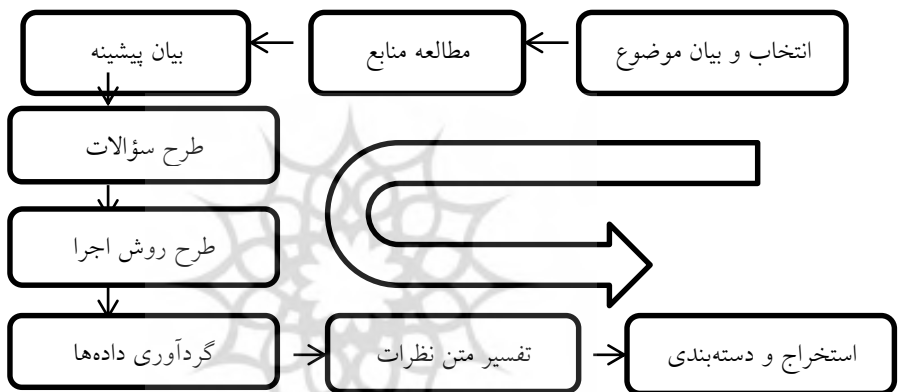 انتخاب و بیان موضوع
مطالعه منابع
بیان پیشینه
طرح سؤالات
طرح روش اجرا
گردآوری داده‌ها
تفسیر متن نظرات
استخراج و دسته‌بندی